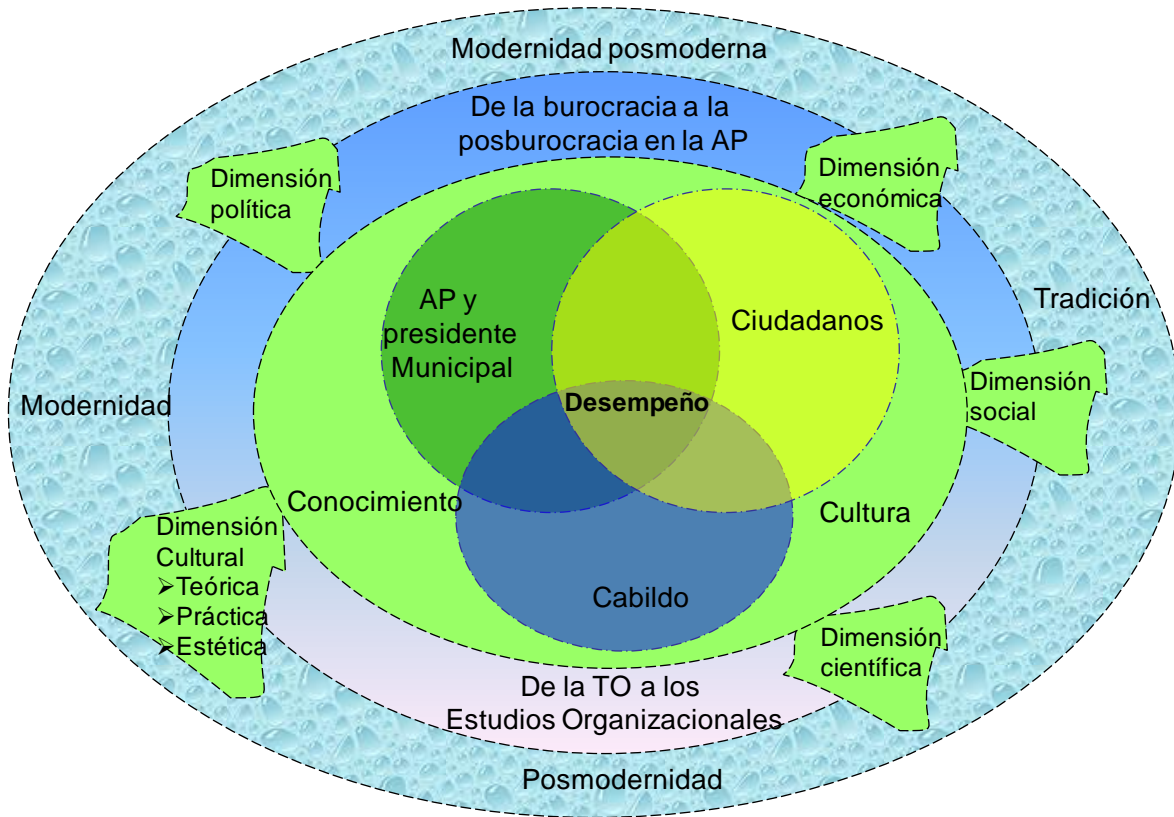 Modernidad posmoderna
De la burocracia a la
posburocracia en la AP
Dimensión
política
Dimensión
económica
AP y
presidente
Municipal
Ciudadanos
Tradición
Modernidad
Desempeño
Dimensión
social
Conocimiento
Cultura
Dimensión
Cultural
➢Teórica
➢Práctica
➢Estética
Cabildo
Dimensión
científica
De la TO a los
Estudios Organizacionales
Posmodernidad